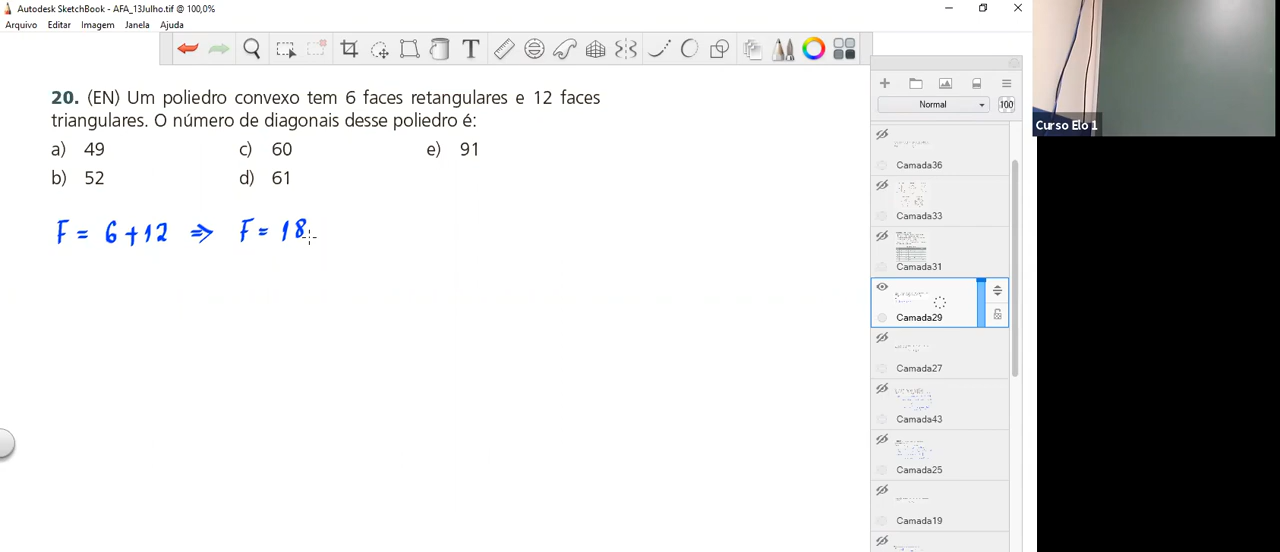 Autodesk SketchBook - AFA_13Julho.tif @ 100,0%
Arquivo Editar Imagem Janela Ajuda
T
Normal 100
20. (EN) Um poliedro convexo tem 6 faces retangulares e 12 faces
triangulares. O número de diagonais desse poliedro é:
a) 49 c) 60 e) 91
b) 52 d) 61
F = 6 + 12 ⇒ F = 18
Curso Elo 1
Camada36
Camada33
Camada31
Camada29
Camada27
Camada43
Camada25
Camada19